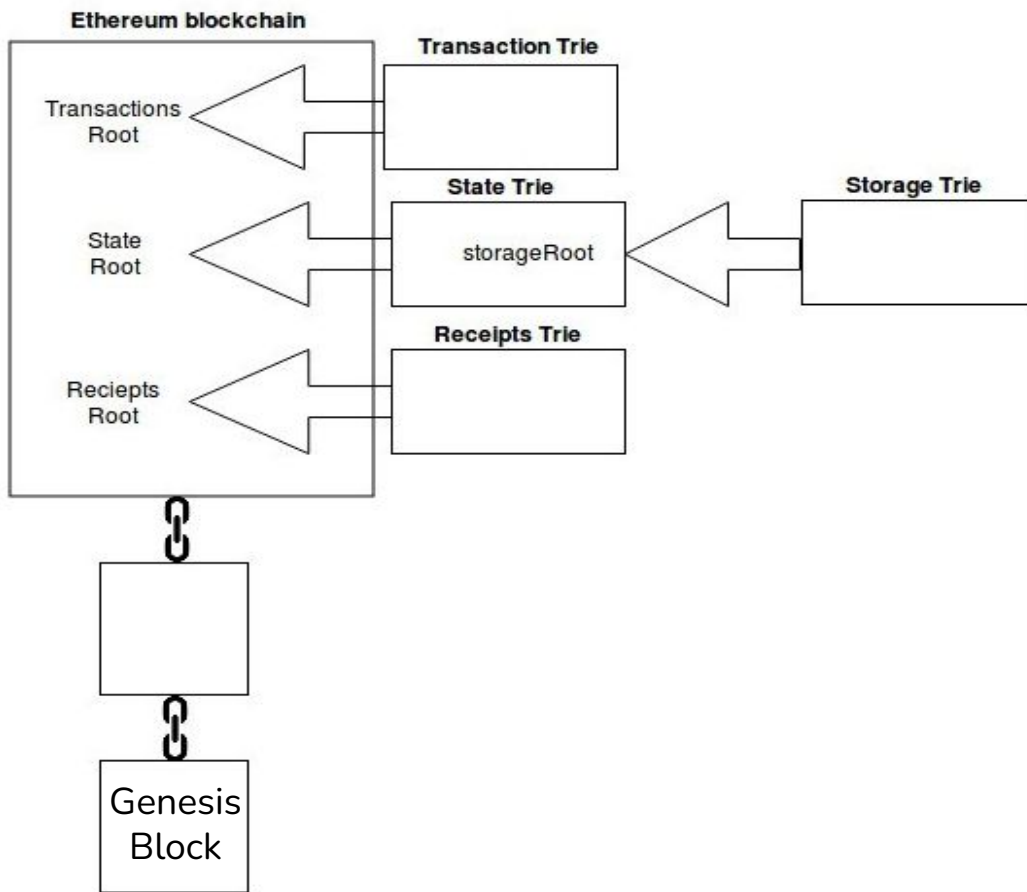 Ethereum blockchain
Transaction Trie
Transactions
Root
State Trie
Storage Trie
State
Root
storageRoot
Receipts Trie
Reciepts
Root
Genesis
Block